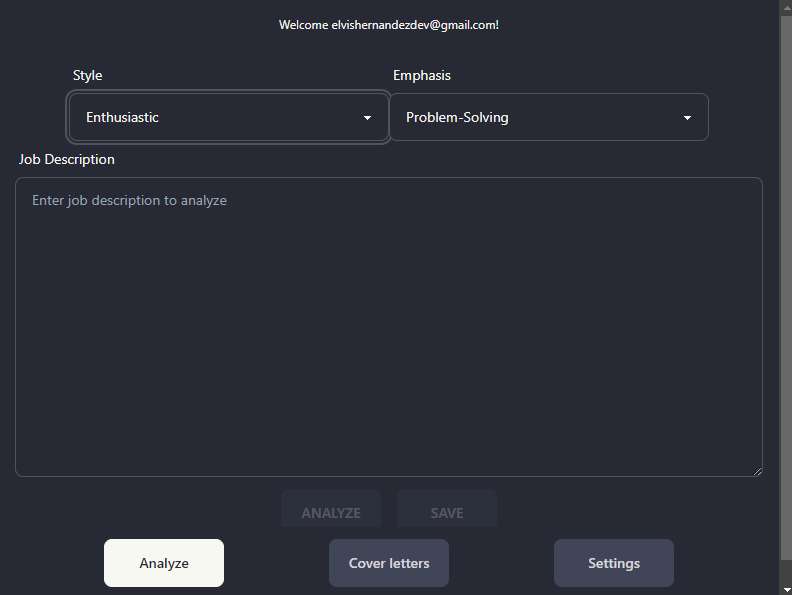 Welcome elvishernandezdev@gmail.com!
Style Emphasis
Enthusiastic Problem-Solving
Job Description
Enter job description to analyze
ANALYZE SAVE
Analyze Cover letters Settings